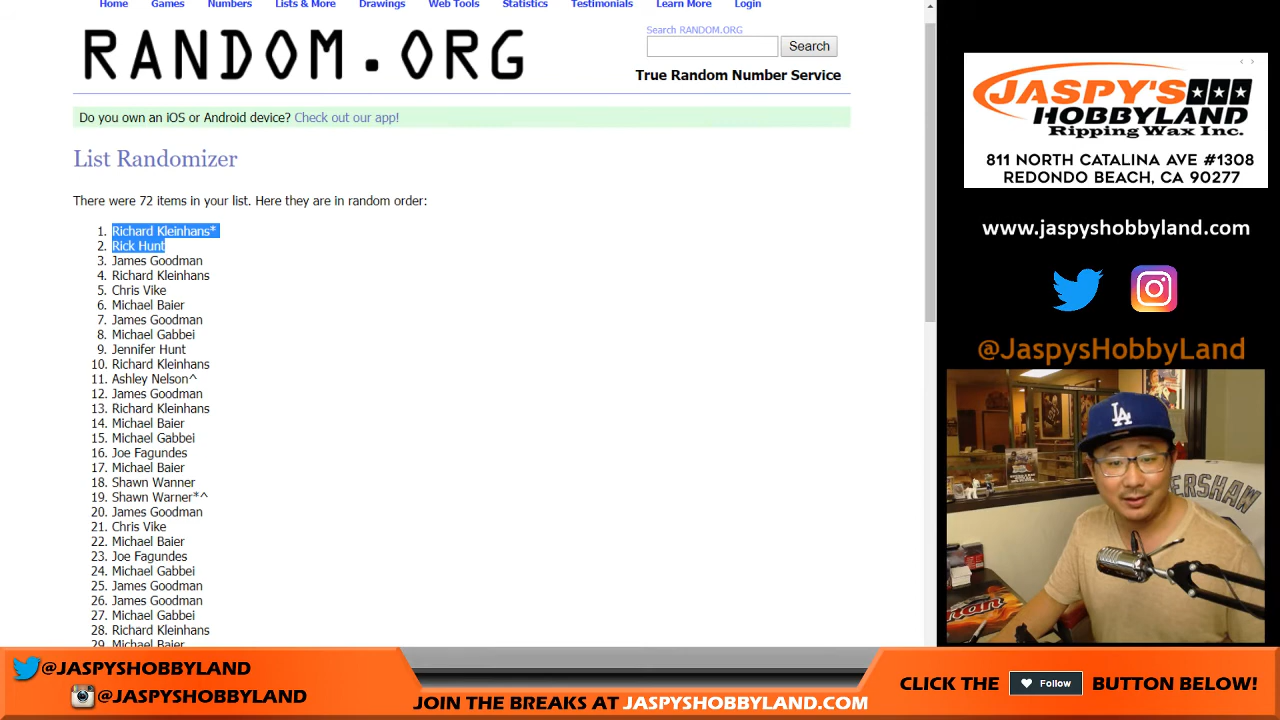 Home Games Numbers Lists & More Drawings Web Tools Statistics Testimonials Learn More Login
RANDOM.ORG
Search RANDOM.ORG
Search
True Random Number Service
Do you own an iOS or Android device? Check out our app!
List Randomizer
There were 72 items in your list. Here they are in random order:
1. Richard Kleinhans*
2. Rick Hunt
3. James Goodman
4. Richard Kleinhans
5. Chris Vike
6. Michael Baier
7. James Goodman
8. Michael Gabbei
9. Jennifer Hunt
10. Richard Kleinhans
11. Ashley Nelson^
12. James Goodman
13. Richard Kleinhans
14. Michael Baier
15. Michael Gabbei
16. Joe Fagundes
17. Michael Baier
18. Shawn Wanner
19. Shawn Warner*^
20. James Goodman
21. Chris Vike
22. Michael Baier
23. Joe Fagundes
24. Michael Gabbei
25. James Goodman
26. James Goodman
27. Michael Gabbei
28. Richard Kleinhans
29. Michael Baier
JASPY'S
HOBBYLAND
Ripping Wax Inc.
811 NORTH CATALINA AVE #1308
REDONDO BEACH, CA 90277
www.jaspyhobbyland.com
@JaspysHobbyLand
LA
ERSHAW
@JASPYSHOBBYLAND
@JASPYSHOBBYLAND
JOIN THE BREAKS AT JASPYSHOBBYLAND.COM
CLICK THE Follow BUTTON BELOW!